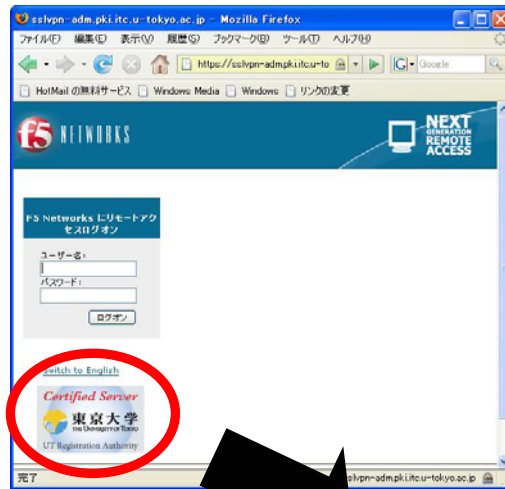 sslvpn-adm.pki.itc.u-tokyo.ac.jp - Mozilla Firefox
ファイル(F) 編集(E) 表示(V) 履歴(S) ブックマーク(B) ツール(T) ヘルプ(H)
https://sslvpn-adm.pki.itc.u-to
Google
HotMail の無料サービス Windows Media Windows リンクの変更
f5 NETWORKS
NEXT
GENERATION
REMOTE
ACCESS
F5 Networks にリモートアク
セスログオン
ユーザー名:
パスワード:
ログオン
Switch to English
Certified Server
東京大学
The University of Tokyo
UT Registration Authority
完了
slvpn-adm.pki.itc.u-tokyo.ac.jp